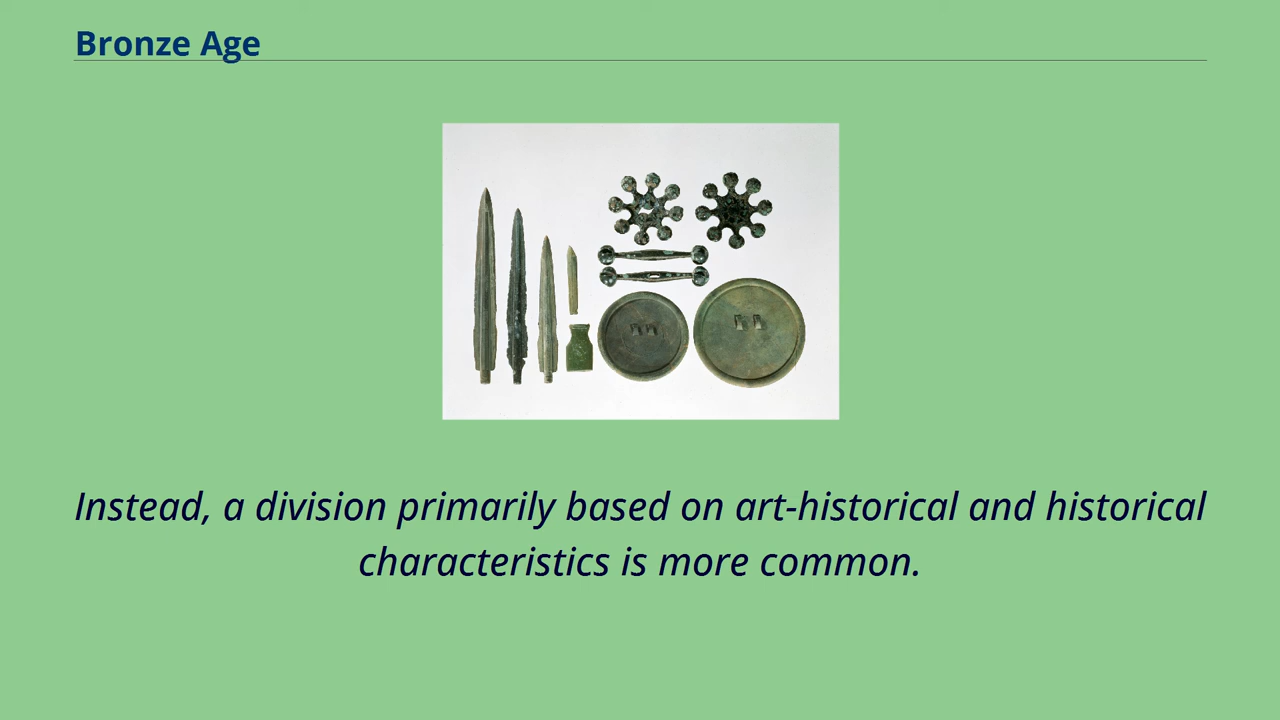 Bronze Age
Instead, a division primarily based on art-historical and historical
characteristics is more common.